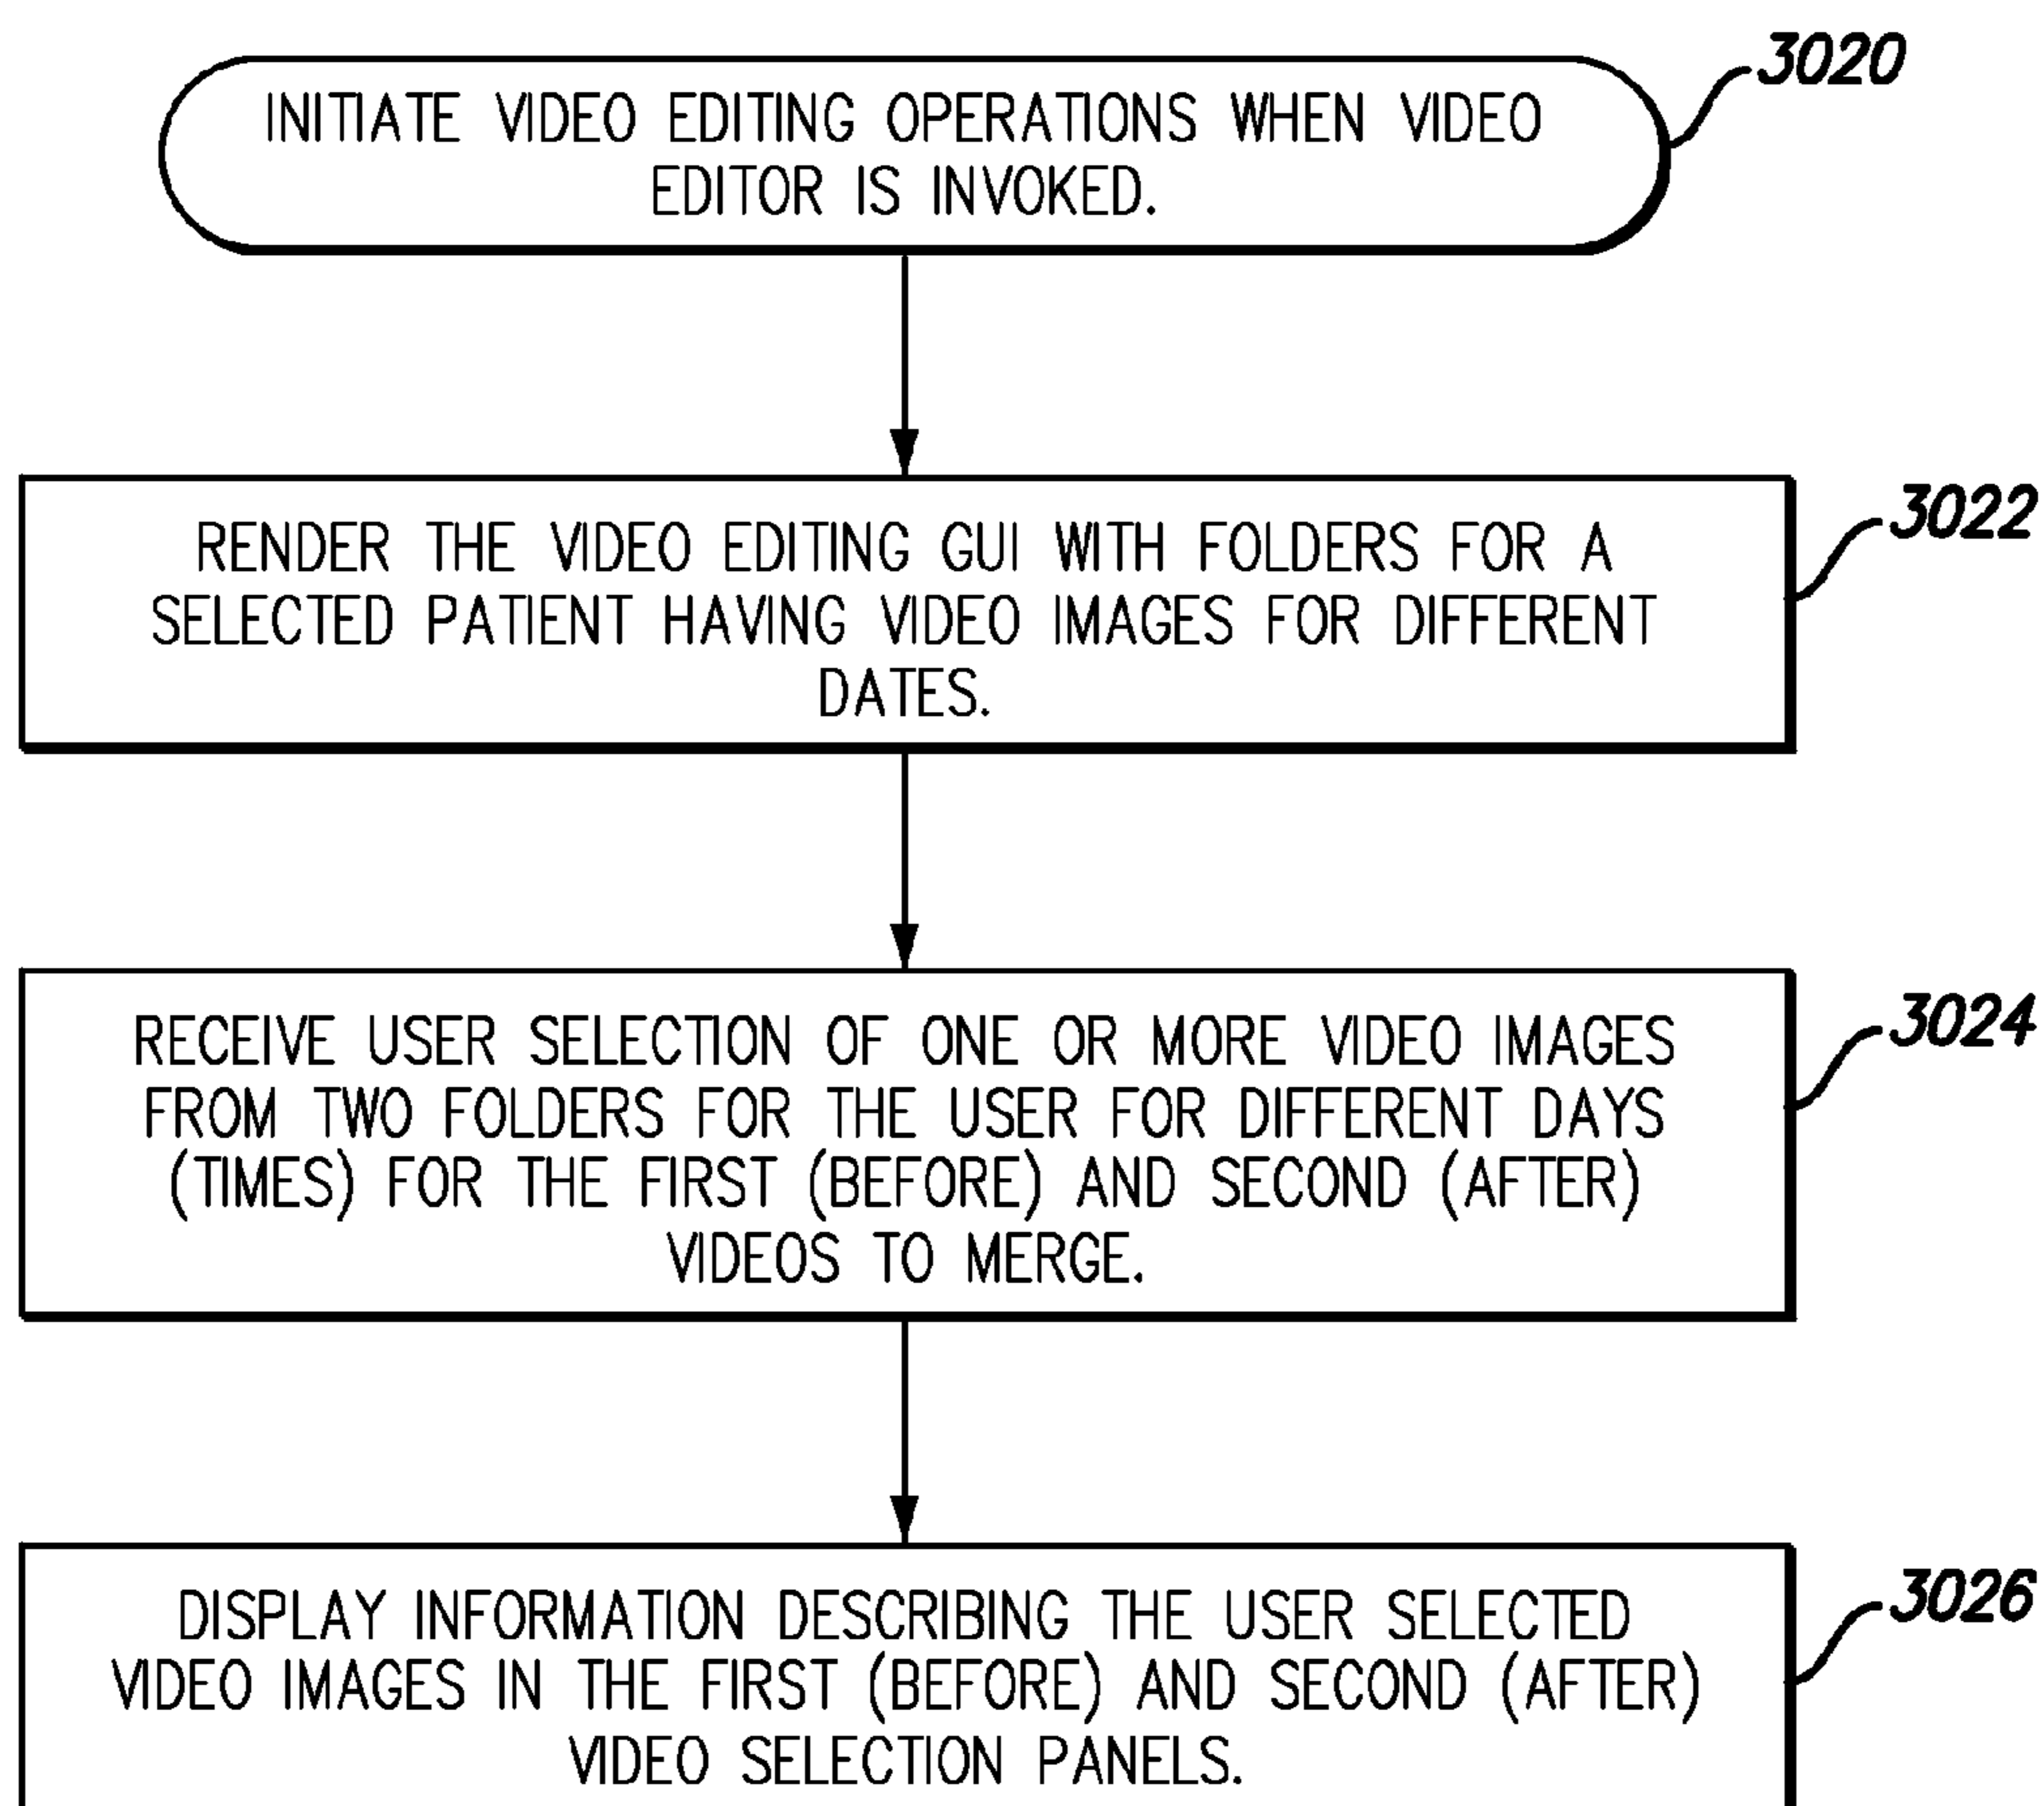 3020
INITIATE VIDEO EDITING OPERATIONS WHEN VIDEO
EDITOR IS INVOKED.
3022
RENDER THE VIDEO EDITING GUI WITH FOLDERS FOR A
SELECTED PATIENT HAVING VIDEO IMAGES FOR DIFFERENT
DATES.
3024
RECEIVE USER SELECTION OF ONE OR MORE VIDEO IMAGES
FROM TWO FOLDERS FOR THE USER FOR DIFFERENT DAYS
(TIMES) FOR THE FIRST (BEFORE) AND SECOND (AFTER)
VIDEOS TO MERGE.
3026
DISPLAY INFORMATION DESCRIBING THE USER SELECTED
VIDEO IMAGES IN THE FIRST (BEFORE) AND SECOND (AFTER)
VIDEO SELECTION PANELS.